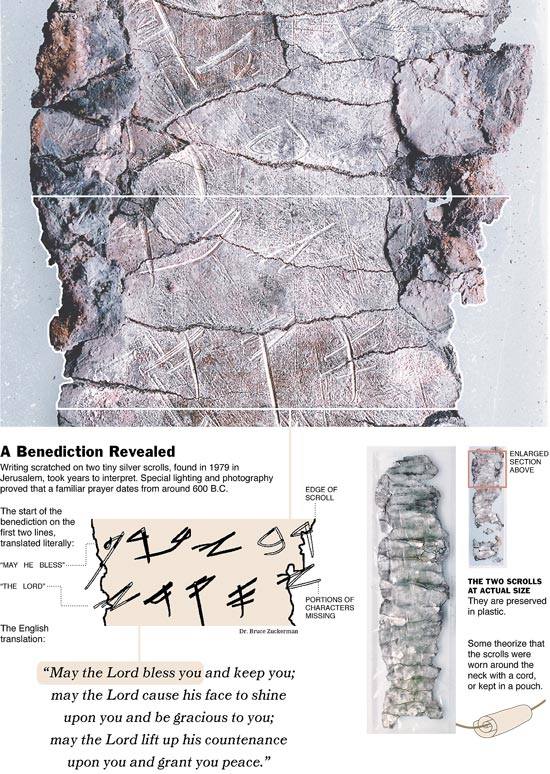 A Benediction Revealed
Writing scratched on two tiny silver scrolls, found in 1979 in
Jerusalem, took years to interpret. Special lighting and photography
proved that a familiar prayer dates from around 600 B.C.
The start of the
benediction on the
first two lines,
translated literally:
“MAY HE BLESS”
“THE LORD”
EDGE OF
SCROLL
PORTIONS OF
CHARACTERS
MISSING
Dr. Bruce Zuckerman
The English
translation:
“May the Lord bless you and keep you;
may the Lord cause his face to shine
upon you and be gracious to you;
may the Lord lift up his countenance
upon you and grant you peace.”
ENLARGED
SECTION
ABOVE
THE TWO SCROLLS
AT ACTUAL SIZE
They are preserved
in plastic.
Some theorize that
the scrolls were
worn around the
neck with a cord,
or kept in a pouch.